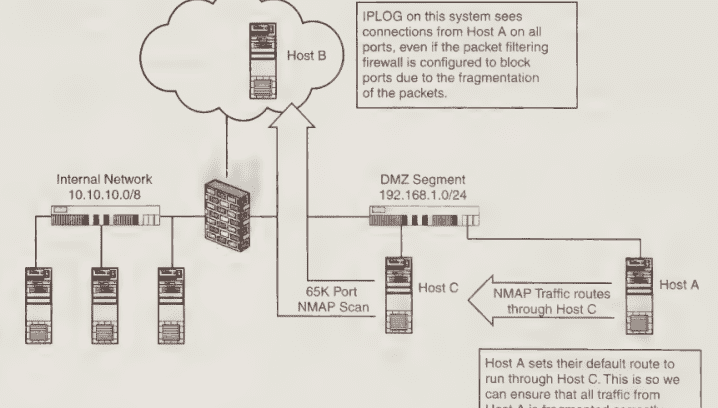 IPLOG on this system sees
connections from Host A on all
ports, even if the packet filtering
firewall is configured to block
ports due to the fragmentation
of the packets.
Host B
Internal Network
10.10.10.0/8
DMZ Segment
192.168.1.0/24
65K Port
NMAP Scan
Host C
NMAP Traffic routes
through Host C
Host A
Host A sets their default route to
run through Host C. This is so we
can ensure that all traffic from
Host A is fragmented